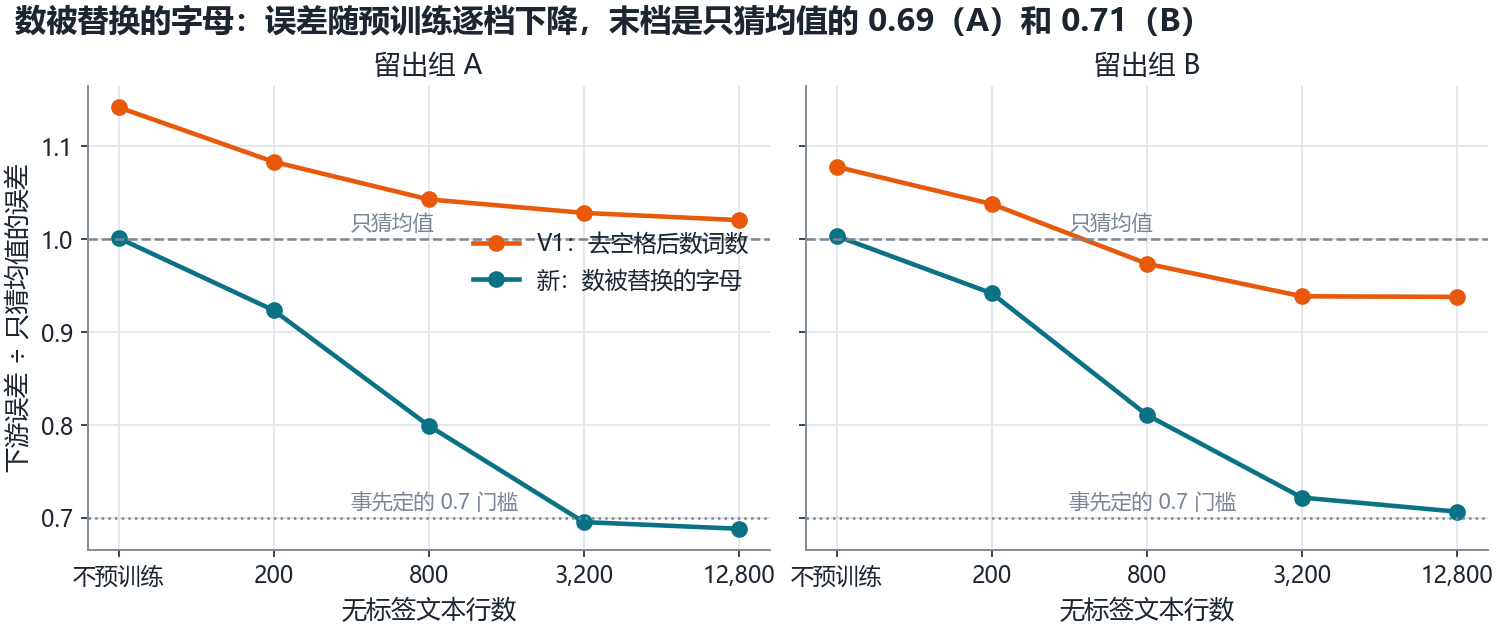 数被替换的字母：误差随预训练逐档下降，末档是只猜均值的 0.69（A）和 0.71（B）
留出组 A
留出组 B
下游误差 ÷ 只猜均值的误差
1.1
1.0
0.9
0.8
0.7
只猜均值
V1：去空格后数词数
新：数被替换的字母
事先定的 0.7 门槛
只猜均值
事先定的 0.7 门槛
不预训练
200
800
3,200
12,800
不预训练
200
800
3,200
12,800
无标签文本行数
无标签文本行数